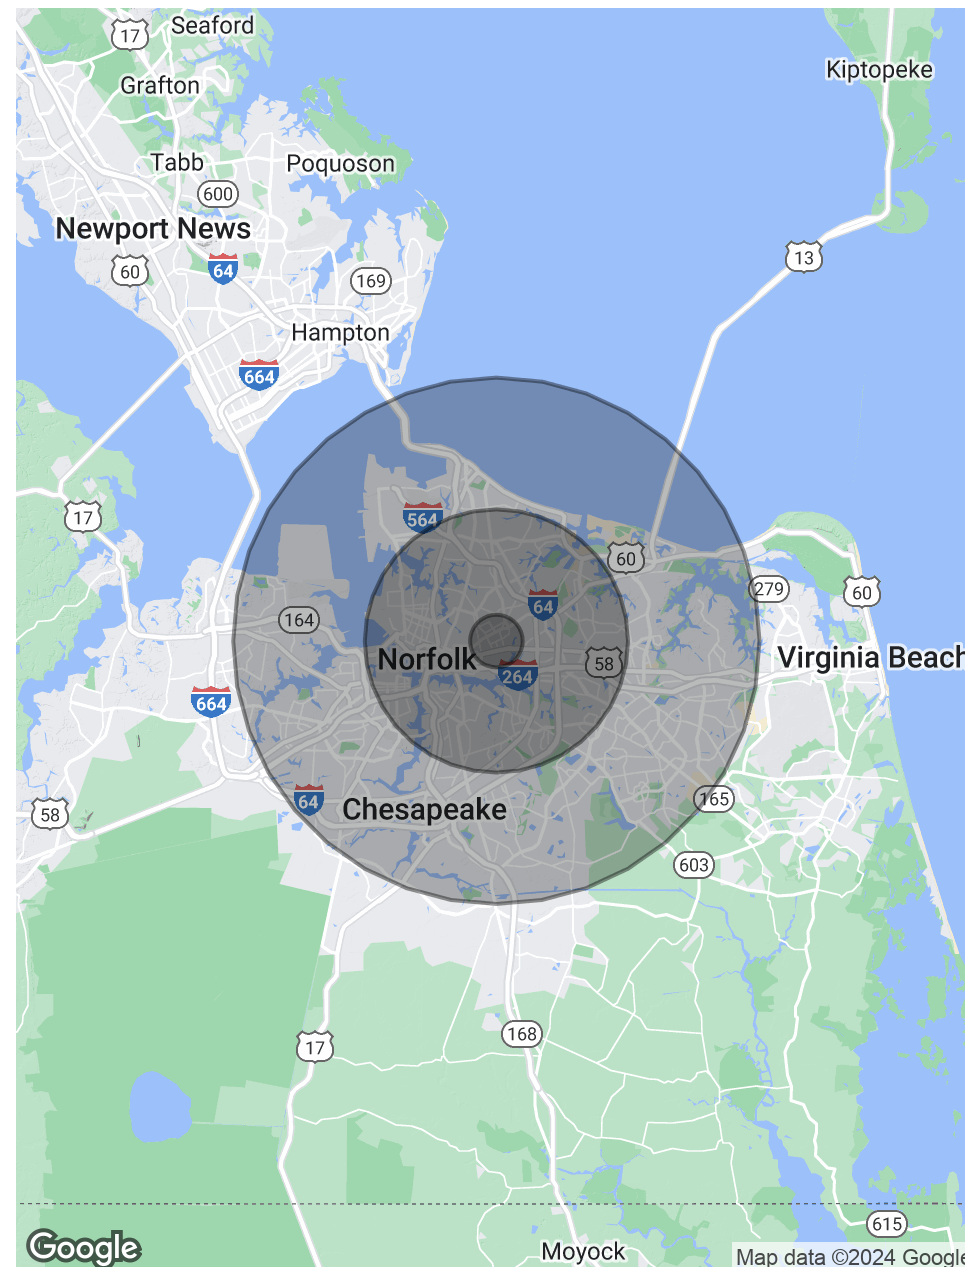 Seaford
17
Kiptopeke
Grafton
Tabb
Poquoson
600
Newport News
13
60
64
169
Hampton
664
17
564
60
64
279
60
164
Norfolk
58
Virginia Beach
264
664
64
165
58
Chesapeake
603
168
17
615
Moyock
Google
Map data ©2024 Google